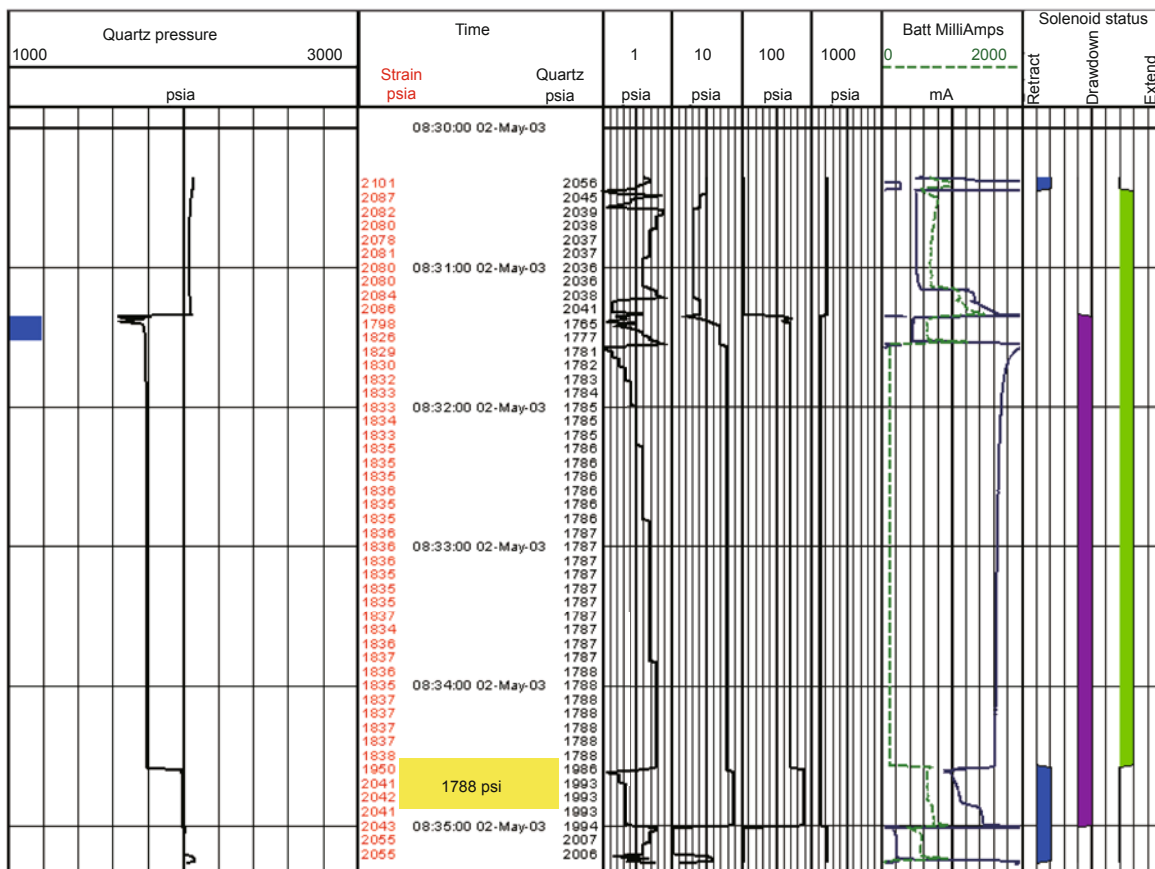 Quartz pressure
1000 3000
psia
Time
Strain psia
Quartz psia
1 10 100 1000
psia psia psia psia
Batt MilliAmps
0 2000
mA
Solenoid status
Retract
Drawdown
Extend
08:30:00 02-May-03
2101 2056
2087 2045
2082 2039
2080 2038
2078 2037
2081 2037
2080 08:31:00 02-May-03 2036
2080 2036
2084 2038
2086 2041
1798 1765
1826 1777
1829 1781
1830 1782
1832 1783
1833 1784
1833 08:32:00 02-May-03 1785
1834 1785
1833 1785
1835 1786
1835 1786
1835 1786
1836 1786
1835 1786
1835 1786
1836 1787
1836 08:33:00 02-May-03 1787
1836 1787
1835 1787
1835 1787
1835 1787
1837 1787
1834 1787
1836 1787
1837 1787
1836 1788
1835 08:34:00 02-May-03 1788
1837 1788
1837 1788
1837 1788
1837 1788
1838 1788
1950 1986
2041 1788 psi 1993
2042 1993
2041 1993
2043 08:35:00 02-May-03 1994
2055 2007
2055 2006